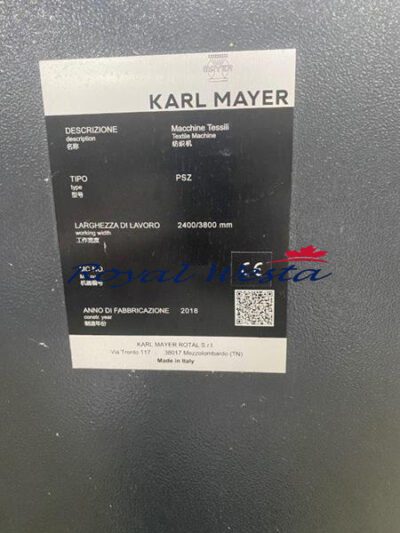 MAYER
KARL MAYER
DESCRIZIONE Macchine Tessili
description Textile Machine
名称 纺织机
TIPO PSZ
type
型号
LARGHEZZA DI LAVORO 2400/3800 mm
working width
工作宽度
Royal Westa
机器编号
CE
ANNO DI FABBRICAZIONE 2018
constr. year
制造年份
KARL MAYER ROTAL S.r.l.
Via Trento 117 38017 Mezzolombardo (TN)
Made in Italy